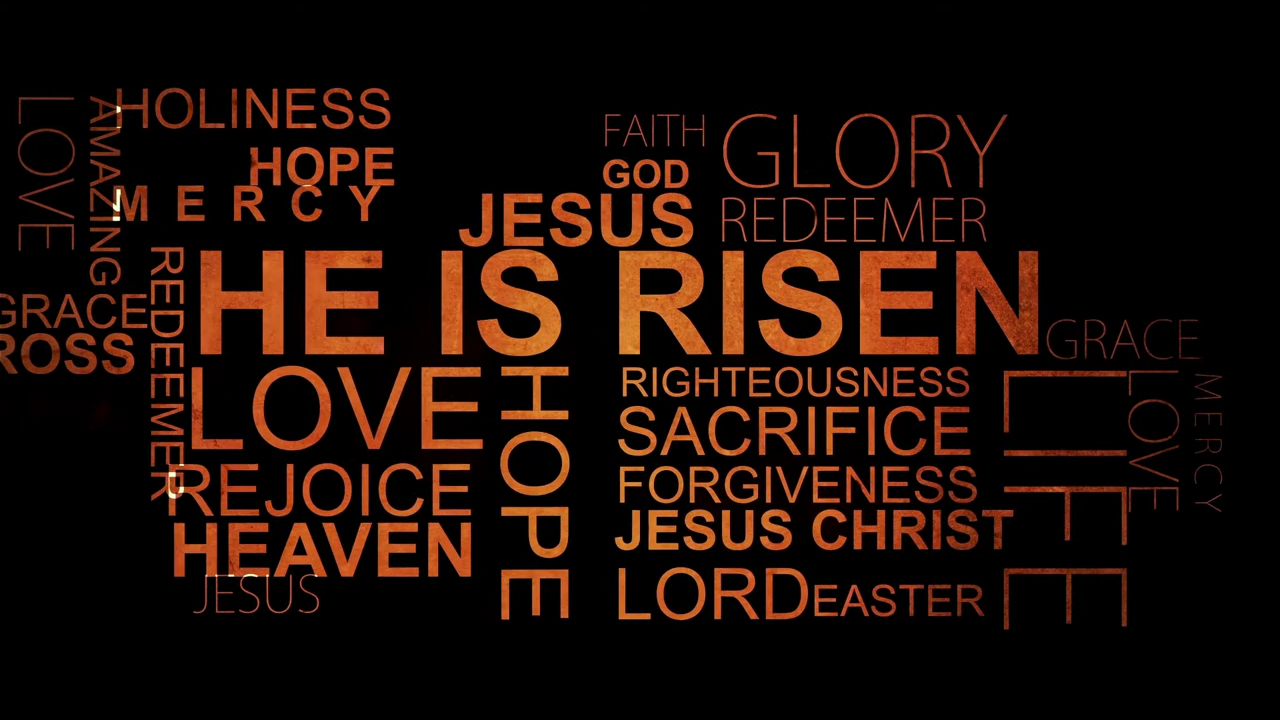 LOVE
AMAZING
HOLINESS
HOPE
MERCY
FAITH
GLORY
GOD
JESUS
REDEEMER
REDEEMER
HE IS RISEN
GRACE
ROSS
GRACE
LOVE
HOPE
RIGHTEOUSNESS
SACRIFICE
LIFE
LOVE
MERCY
REJOICE
FORGIVENESS
HEAVEN
JESUS CHRIST
JESUS
LORD EASTER